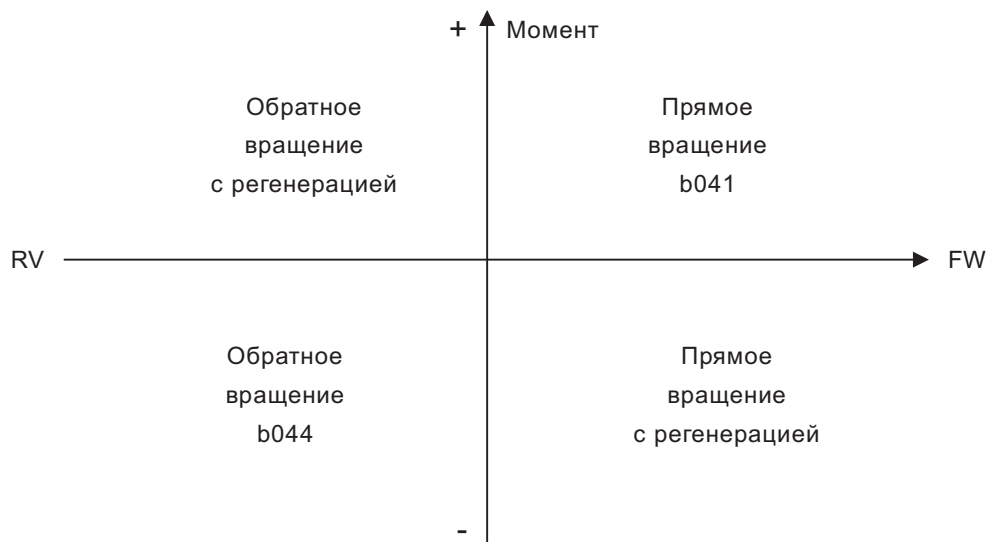 + Момент
Обратное
вращение
с регенерацией
Прямое
вращение
b041
RV
FW
Обратное
вращение
b044
Прямое
вращение
с регенерацией
-